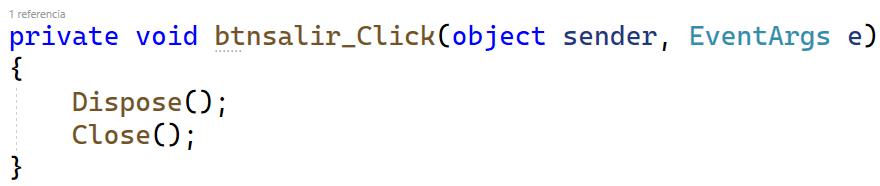 1 referencia
private void btnsalir_Click(object sender, EventArgs e)
{
    Dispose();
    Close();
}